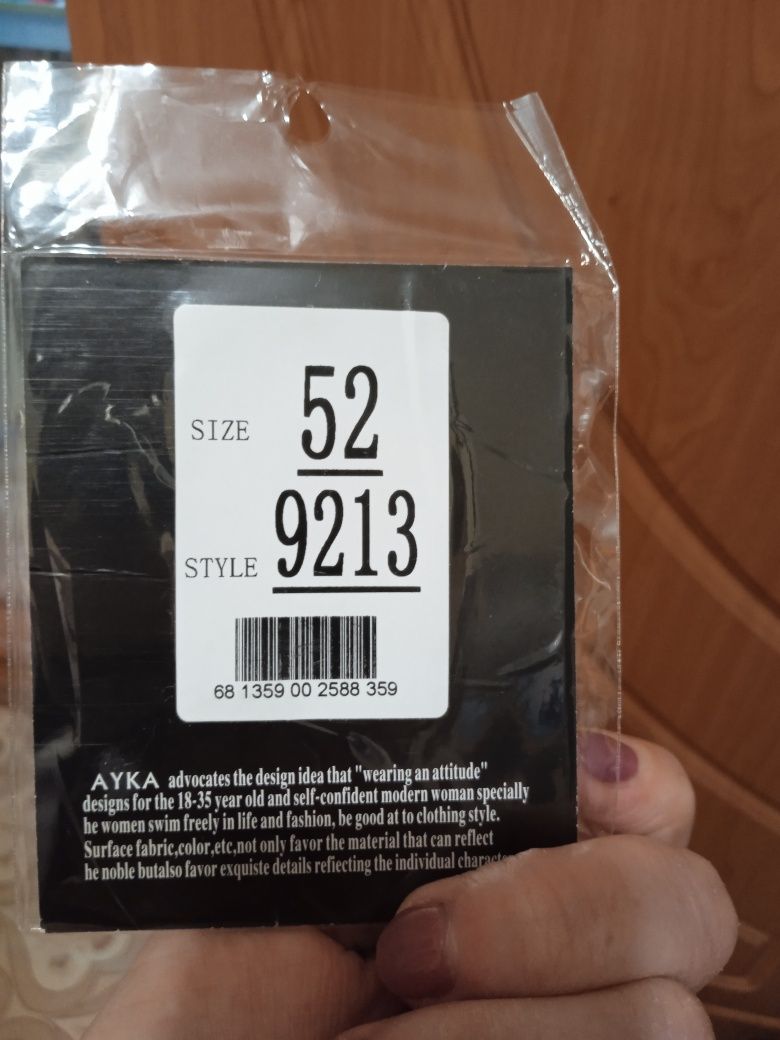 SIZE 52
STYLE 9213
68 1359 00 2588 359
AYKA advocates the design idea that "wearing an attitude"
designs for the 18-35 year old and self-confident modern woman specially
he women swim freely in life and fashion, be good at to clothing style.
Surface fabric,color,etc,not only favor the material that can reflect
he noble butalso favor exquiste details refiecting the individual